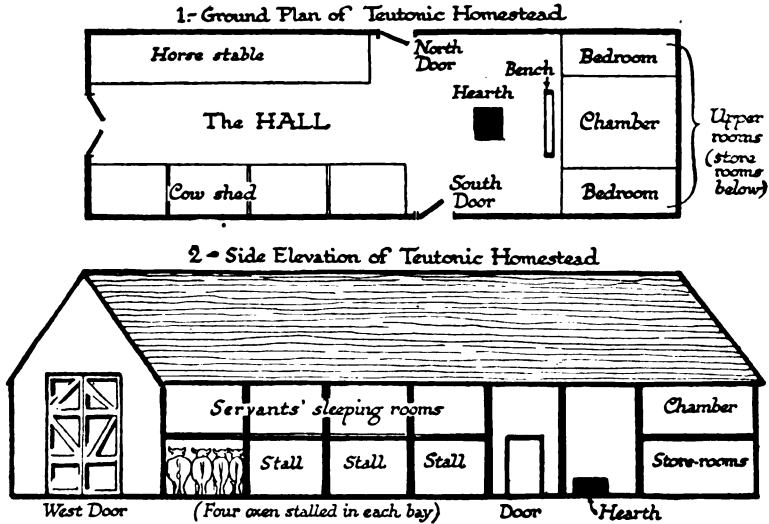 1.- Ground Plan of Teutonic Homestead
Horse stable
North
Door
Bench
Bedroom
Hearth
The HALL
Chamber
Upper
rooms
(store
rooms
below)
Cow shed
South
Door
Bedroom
2 - Side Elevation of Teutonic Homestead
Servants' sleeping rooms
Chamber
Stall
Stall
Stall
Store-rooms
West Door
(Four oxen stalled in each bay)
Door
Hearth